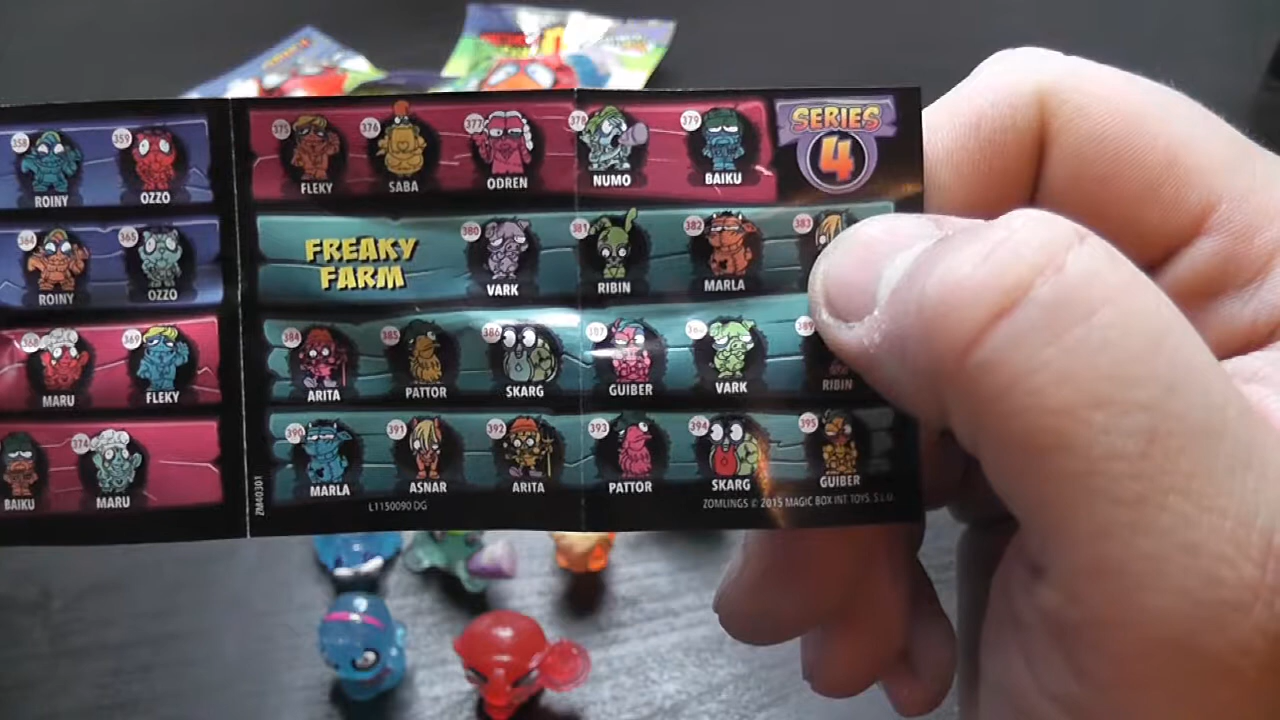 358 359
ROINY OZZO
364 365
ROINY OZZO
368 369
MARU FLEKY
374
BAIKU MARU
375 376 377 378 379
FLEKY SABA ODREN NUMO BAIKU
SERIES
4
FREAKY
FARM
380 381 382 383
VARK RIBIN MARLA
384 385 386 387 389
ARITA PATTOR SKARG GUIBER VARK RIBIN
390 391 392 393 394 395
MARLA ASNAR ARITA PATTOR SKARG GUIBER
ZM40301
L1150090 DG
ZOMLINGS © 2015 MAGIC BOX INT TOYS. S.L.U.